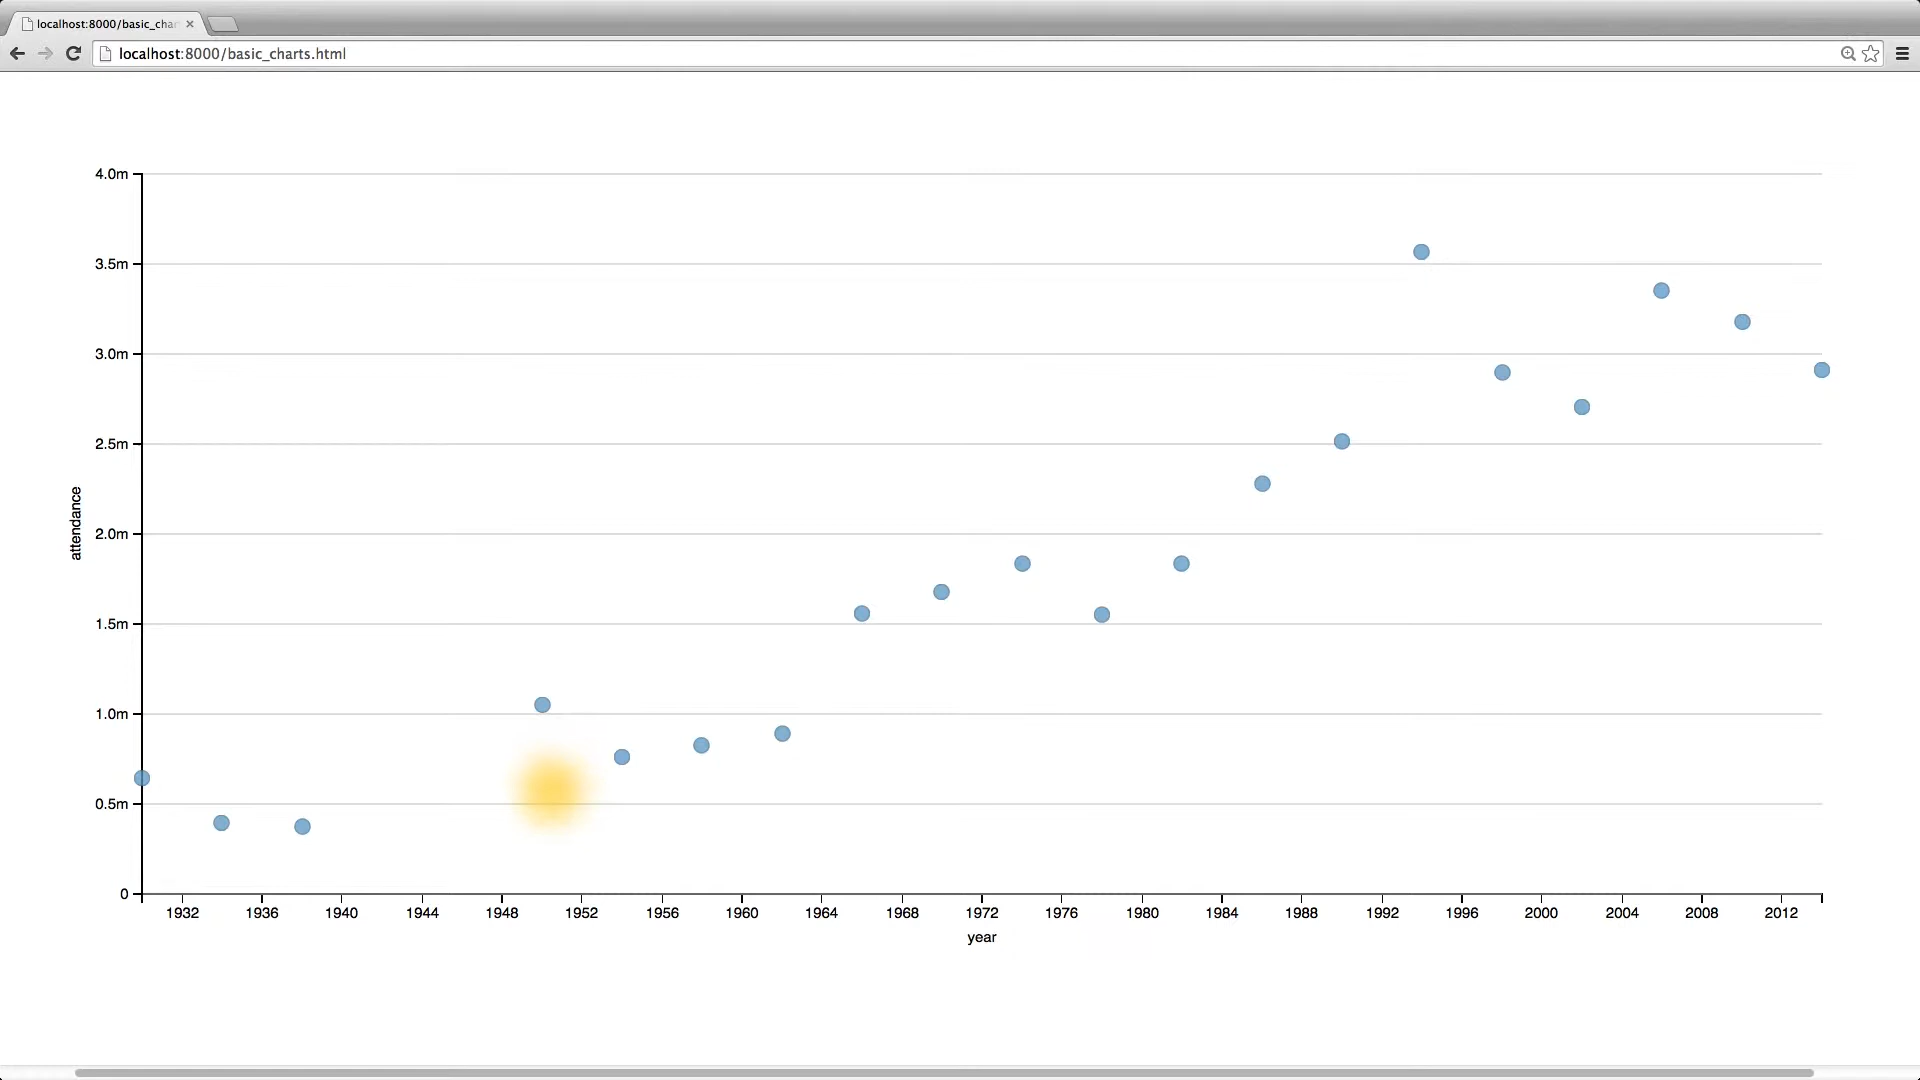 localhost:8000/basic_cha
localhost:8000/basic_charts.html
4.0m
3.5m
3.0m
2.5m
2.0m
1.5m
1.0m
0.5m
0
attendance
1932 1936 1940 1944 1948 1952 1956 1960 1964 1968 1972 1976 1980 1984 1988 1992 1996 2000 2004 2008 2012
year